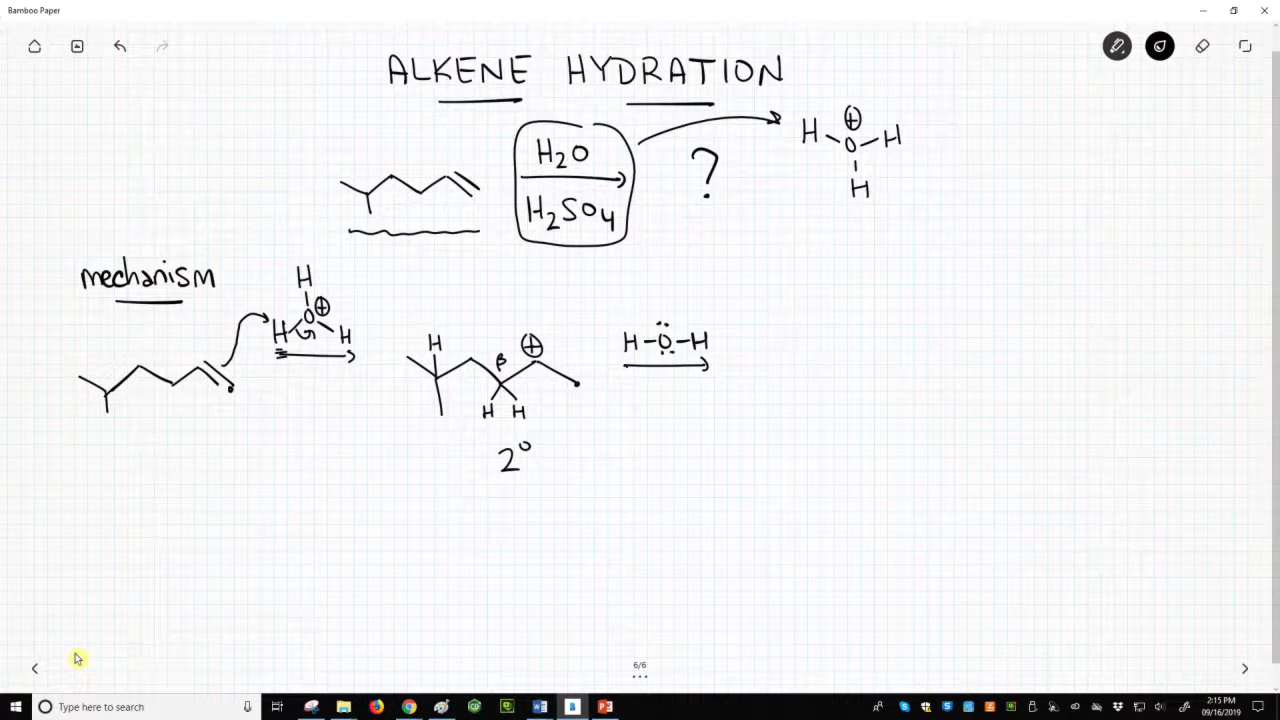 Bamboo Paper
ALKENE HYDRATION
H2O
H2SO4
?
H ⊕ H
O
H
mechanism
H
O ⊕
H H
H β ⊕
H H
2°
H-O-H
6/6
Type here to search
2:15 PM
09/16/2019